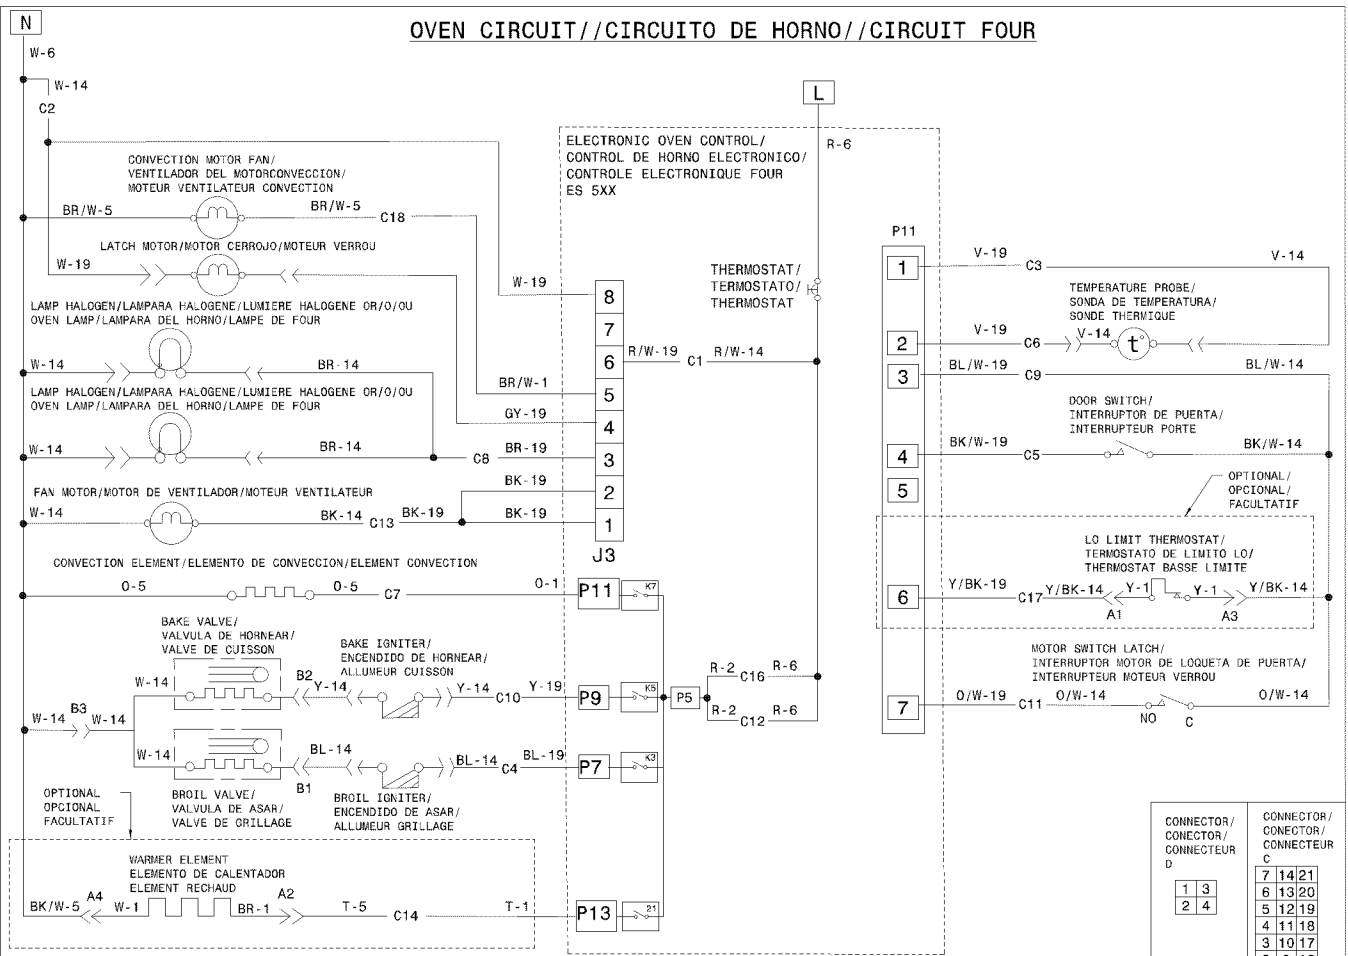 OVEN CIRCUIT//CIRCUITO DE HORNO//CIRCUIT FOUR
N
W-6
W-14
C2
L
R-6
ELECTRONIC OVEN CONTROL/
CONTROL DE HORNO ELECTRONICO/
CONTROLE ELECTRONIQUE FOUR
ES 5XX
CONVECTION MOTOR FAN/
VENTILADOR DEL MOTORCONVECCION/
MOTEUR VENTILATEUR CONVECTION
BR/W-5
BR/W-5
C18
LATCH MOTOR/MOTOR CERROJO/MOTEUR VERROU
W-19
LAMP HALOGEN/LAMPARA HALOGENE/LUMIERE HALOGENE OR/O/OU
OVEN LAMP/LAMPARA DEL HORNO/LAMPE DE FOUR
W-14
BR-14
LAMP HALOGEN/LAMPARA HALOGENE/LUMIERE HALOGENE OR/O/OU
OVEN LAMP/LAMPARA DEL HORNO/LAMPE DE FOUR
W-14
BR-14
C8
BR-19
FAN MOTOR/MOTOR DE VENTILADOR/MOTEUR VENTILATEUR
W-14
BK-14
C13
BK-19
BK-19
BK-19
W-19
BR/W-1
GY-19
8
7
6
5
4
3
2
1
J3
R/W-19
C1
R/W-14
THERMOSTAT/
TERMOSTATO/
THERMOSTAT
CONVECTION ELEMENT/ELEMENTO DE CONVECCION/ELEMENT CONVECTION
O-5
O-5
C7
O-1
P11
K7
BAKE VALVE/
VALVULA DE HORNEAR/
VALVE DE CUISSON
BAKE IGNITER/
ENCENDIDO DE HORNEAR/
ALLUMEUR CUISSON
W-14
B2
Y-14
Y-14
C10
Y-19
P9
K5
W-14
B3
W-14
W-14
BL-14
B1
BL-14
C4
BL-19
P7
K3
BROIL VALVE/
VALVULA DE ASAR/
VALVE DE GRILLAGE
BROIL IGNITER/
ENCENDIDO DE ASAR/
ALLUMEUR GRILLAGE
P5
R-2
C16
R-6
R-2
C12
R-6
OPTIONAL
OPCIONAL
FACULTATIF
WARMER ELEMENT
ELEMENTO DE CALENTADOR
ELEMENT RECHAUD
BK/W-5
A4
W-1
BR-1
A2
T-5
C14
T-1
P13
21
P11
1
2
3
4
5
6
7
V-19
C3
V-14
TEMPERATURE PROBE/
SONDA DE TEMPERATURA/
SONDE THERMIQUE
V-19
C6
V-14
t°
BL/W-19
C9
BL/W-14
DOOR SWITCH/
INTERRUPTOR DE PUERTA/
INTERRUPTEUR PORTE
BK/W-19
C5
BK/W-14
OPTIONAL/
OPCIONAL/
FACULTATIF
LO LIMIT THERMOSTAT/
TERMOSTATO DE LIMITO LO/
THERMOSTAT BASSE LIMITE
Y/BK-19
C17
Y/BK-14
A1
Y-1
Y-1
A3
Y/BK-14
MOTOR SWITCH LATCH/
INTERRUPTOR MOTOR DE LOQUETA DE PUERTA/
INTERRUPTEUR MOTEUR VERROU
O/W-19
C11
O/W-14
NO
C
O/W-14
CONNECTOR/
CONECTOR/
CONNECTEUR
D
1 3
2 4
CONNECTOR/
CONECTOR/
CONNECTEUR
C
7 14 21
6 13 20
5 12 19
4 11 18
3 10 17